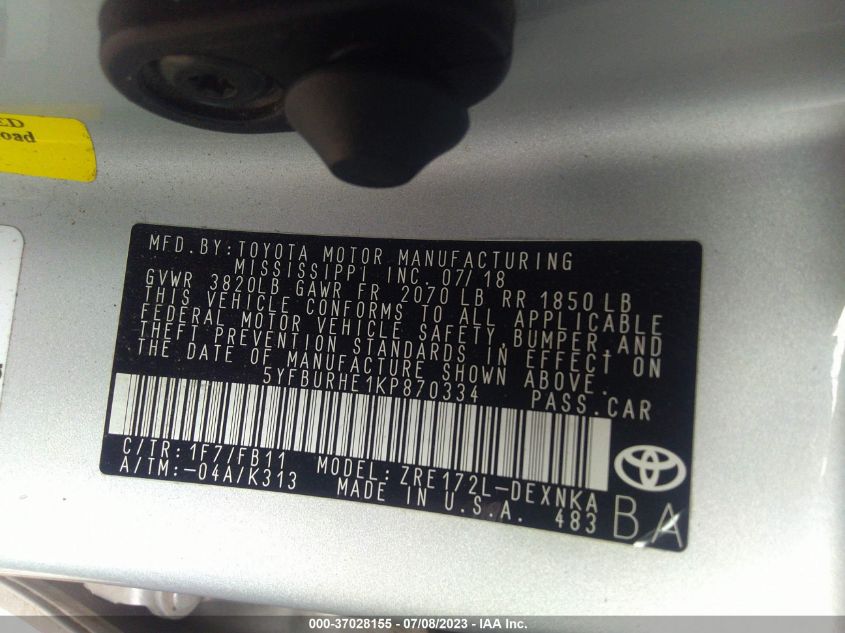 ED
oad
MFD.BY:TOYOTA MOTOR MANUFACTURING
MISSISSIPPI INC. 07/18
GVWR 3820LB GAWR FR 2070 LB RR 1850 LB
THIS VEHICLE CONFORMS TO ALL APPLICABLE
FEDERAL MOTOR VEHICLE SAFETY,BUMPER,AND
THEFT PREVENTION STANDARDS IN EFFECT ON
THE DATE OF MANUFACTURE SHOWN ABOVE.
5YFBURHE1KP870334 PASS.CAR
C/TR:1F7/FB11 MODEL:ZRE172L-DEXNKA
A/TM:-04A/K313 MADE IN U.S.A. 483
BA
000-37028155 - 07/08/2023 - IAA Inc.